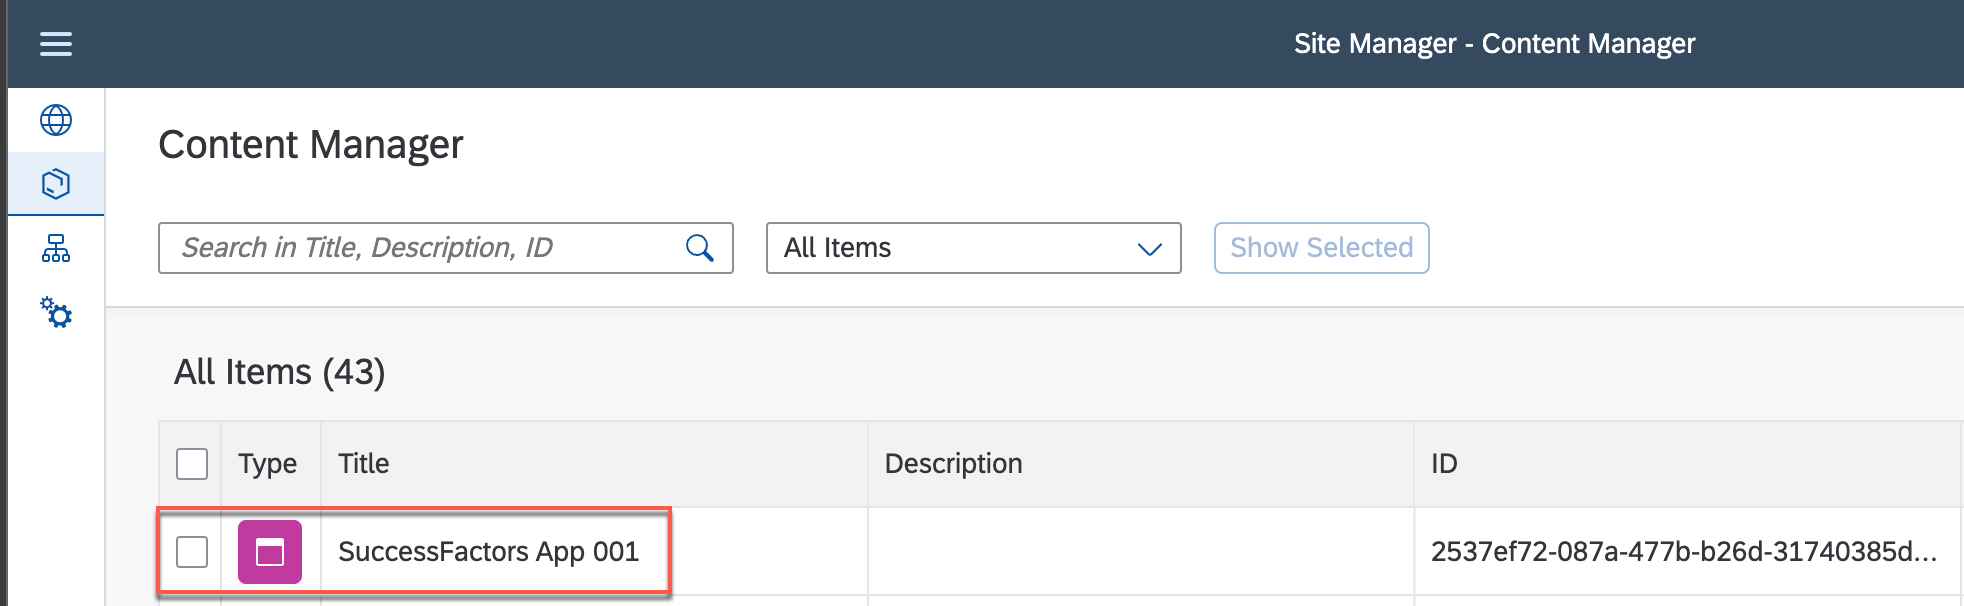 Site Manager - Content Manager
Content Manager
Search in Title, Description, ID
All Items
Show Selected
All Items (43)
Type Title Description ID
SuccessFactors App 001 2537ef72-087a-477b-b26d-31740385d...